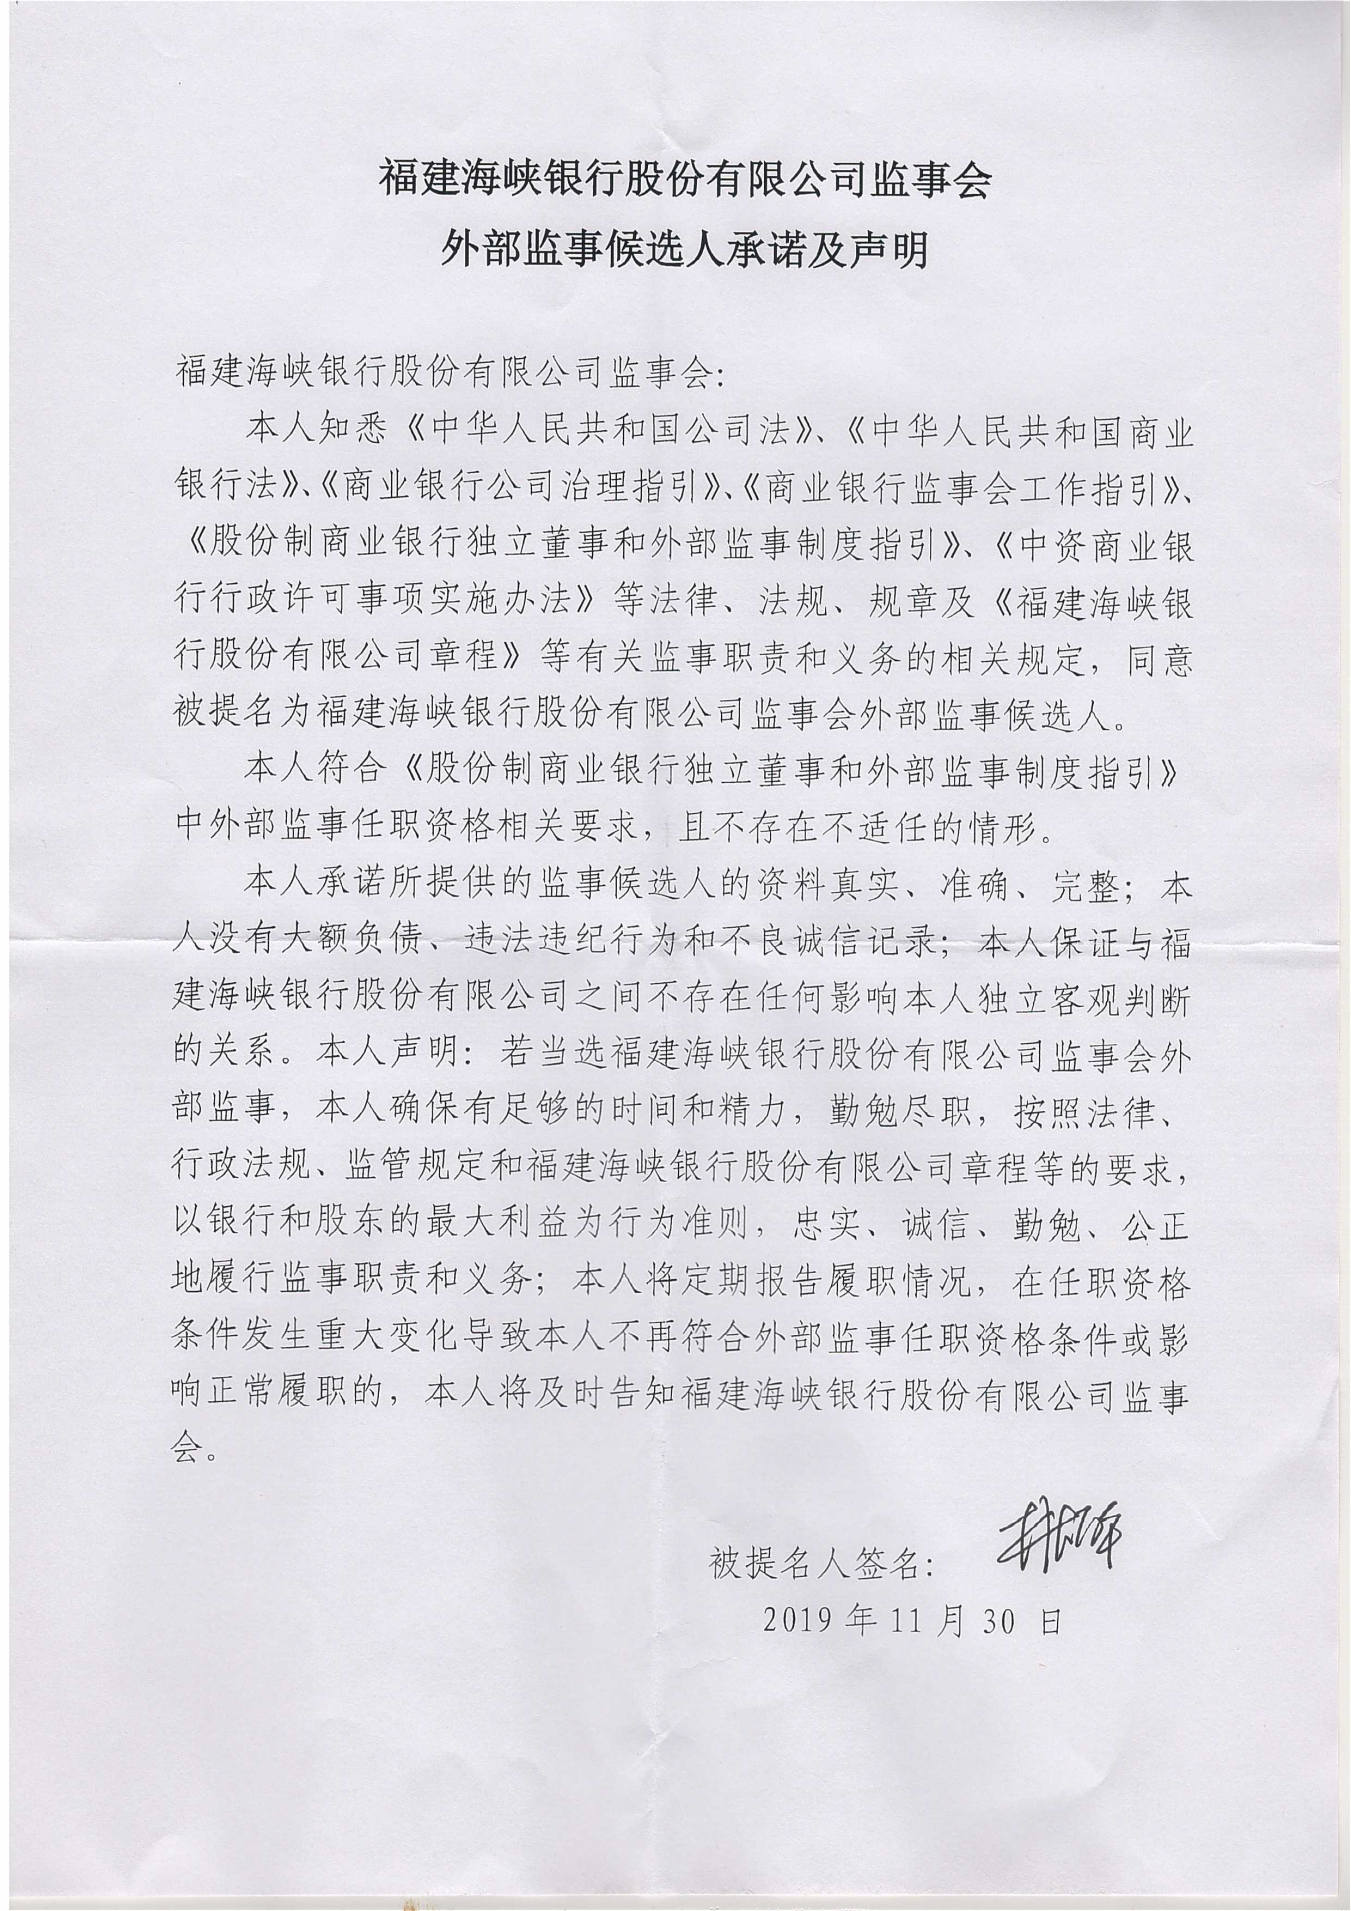 福建海峡银行股份有限公司监事会
外部监事候选人承诺及声明
福建海峡银行股份有限公司监事会：
本人知悉《中华人民共和国公司法》、《中华人民共和国商业
银行法》、《商业银行公司治理指引》、《商业银行监事会工作指引》、
《股份制商业银行独立董事和外部监事制度指引》、《中资商业银
行行政许可事项实施办法》等法律、法规、规章及《福建海峡银
行股份有限公司章程》等有关监事职责和义务的相关规定，同意
被提名为福建海峡银行股份有限公司监事会外部监事候选人。
本人符合《股份制商业银行独立董事和外部监事制度指引》
中外部监事任职资格相关要求，且不存在不适任的情形。
本人承诺所提供的监事候选人的资料真实、准确、完整；本
人没有大额负债、违法违纪行为和不良诚信记录；本人保证与福
建海峡银行股份有限公司之间不存在任何影响本人独立客观判断
的关系。本人声明：若当选福建海峡银行股份有限公司监事会外
部监事，本人确保有足够的时间和精力，勤勉尽职，按照法律、
行政法规、监管规定和福建海峡银行股份有限公司章程等的要求，
以银行和股东的最大利益为行为准则，忠实、诚信、勤勉、公正
地履行监事职责和义务；本人将定期报告履职情况，在任职资格
条件发生重大变化导致本人不再符合外部监事任职资格条件或影
响正常履职的，本人将及时告知福建海峡银行股份有限公司监事
会。
被提名人签名：
2019 年 11 月 30 日